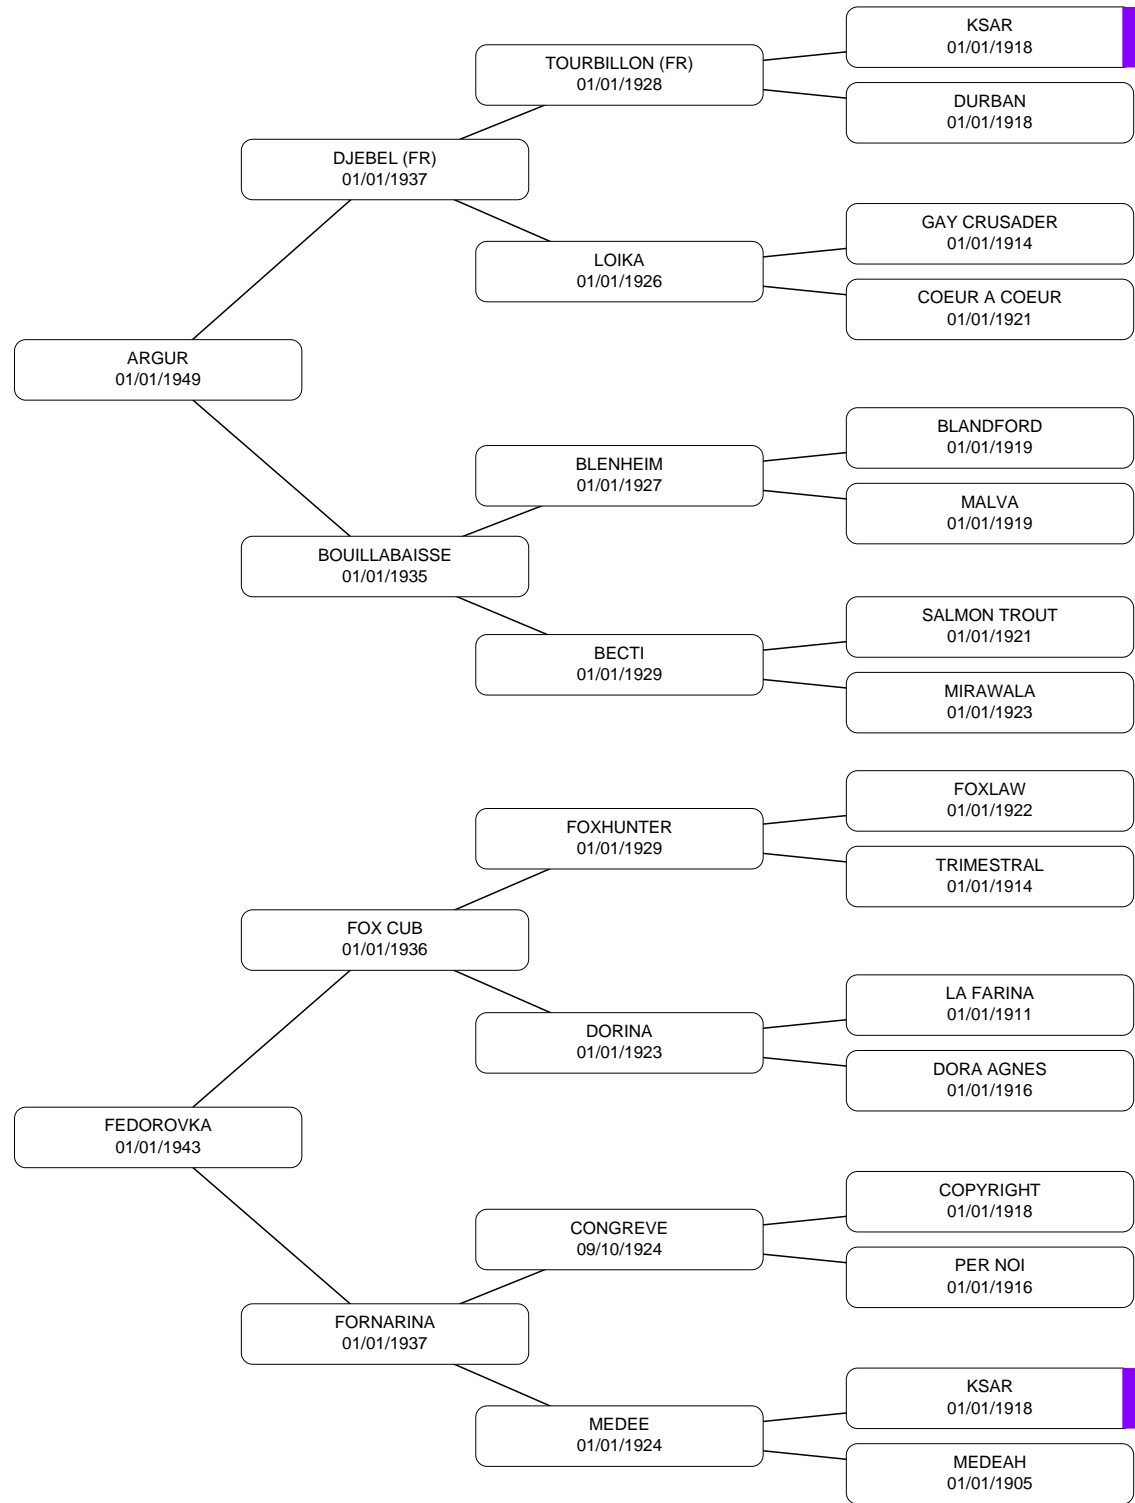 KSAR
01/01/1918
TOURBILLON (FR)
01/01/1928
DURBAN
01/01/1918
DJEBEL (FR)
01/01/1937
GAY CRUSADER
01/01/1914
LOIKA
01/01/1926
COEUR A COEUR
01/01/1921
ARGUR
01/01/1949
BLANDFORD
01/01/1919
BLENHEIM
01/01/1927
MALVA
01/01/1919
BOUILLABAISSE
01/01/1935
SALMON TROUT
01/01/1921
BECTI
01/01/1929
MIRAWALA
01/01/1923
FOXLAW
01/01/1922
FOXHUNTER
01/01/1929
TRIMESTRAL
01/01/1914
FOX CUB
01/01/1936
LA FARINA
01/01/1911
DORINA
01/01/1923
DORA AGNES
01/01/1916
FEDOROVKA
01/01/1943
COPYRIGHT
01/01/1918
CONGREVE
09/10/1924
PER NOI
01/01/1916
FORNARINA
01/01/1937
KSAR
01/01/1918
MEDEE
01/01/1924
MEDEAH
01/01/1905